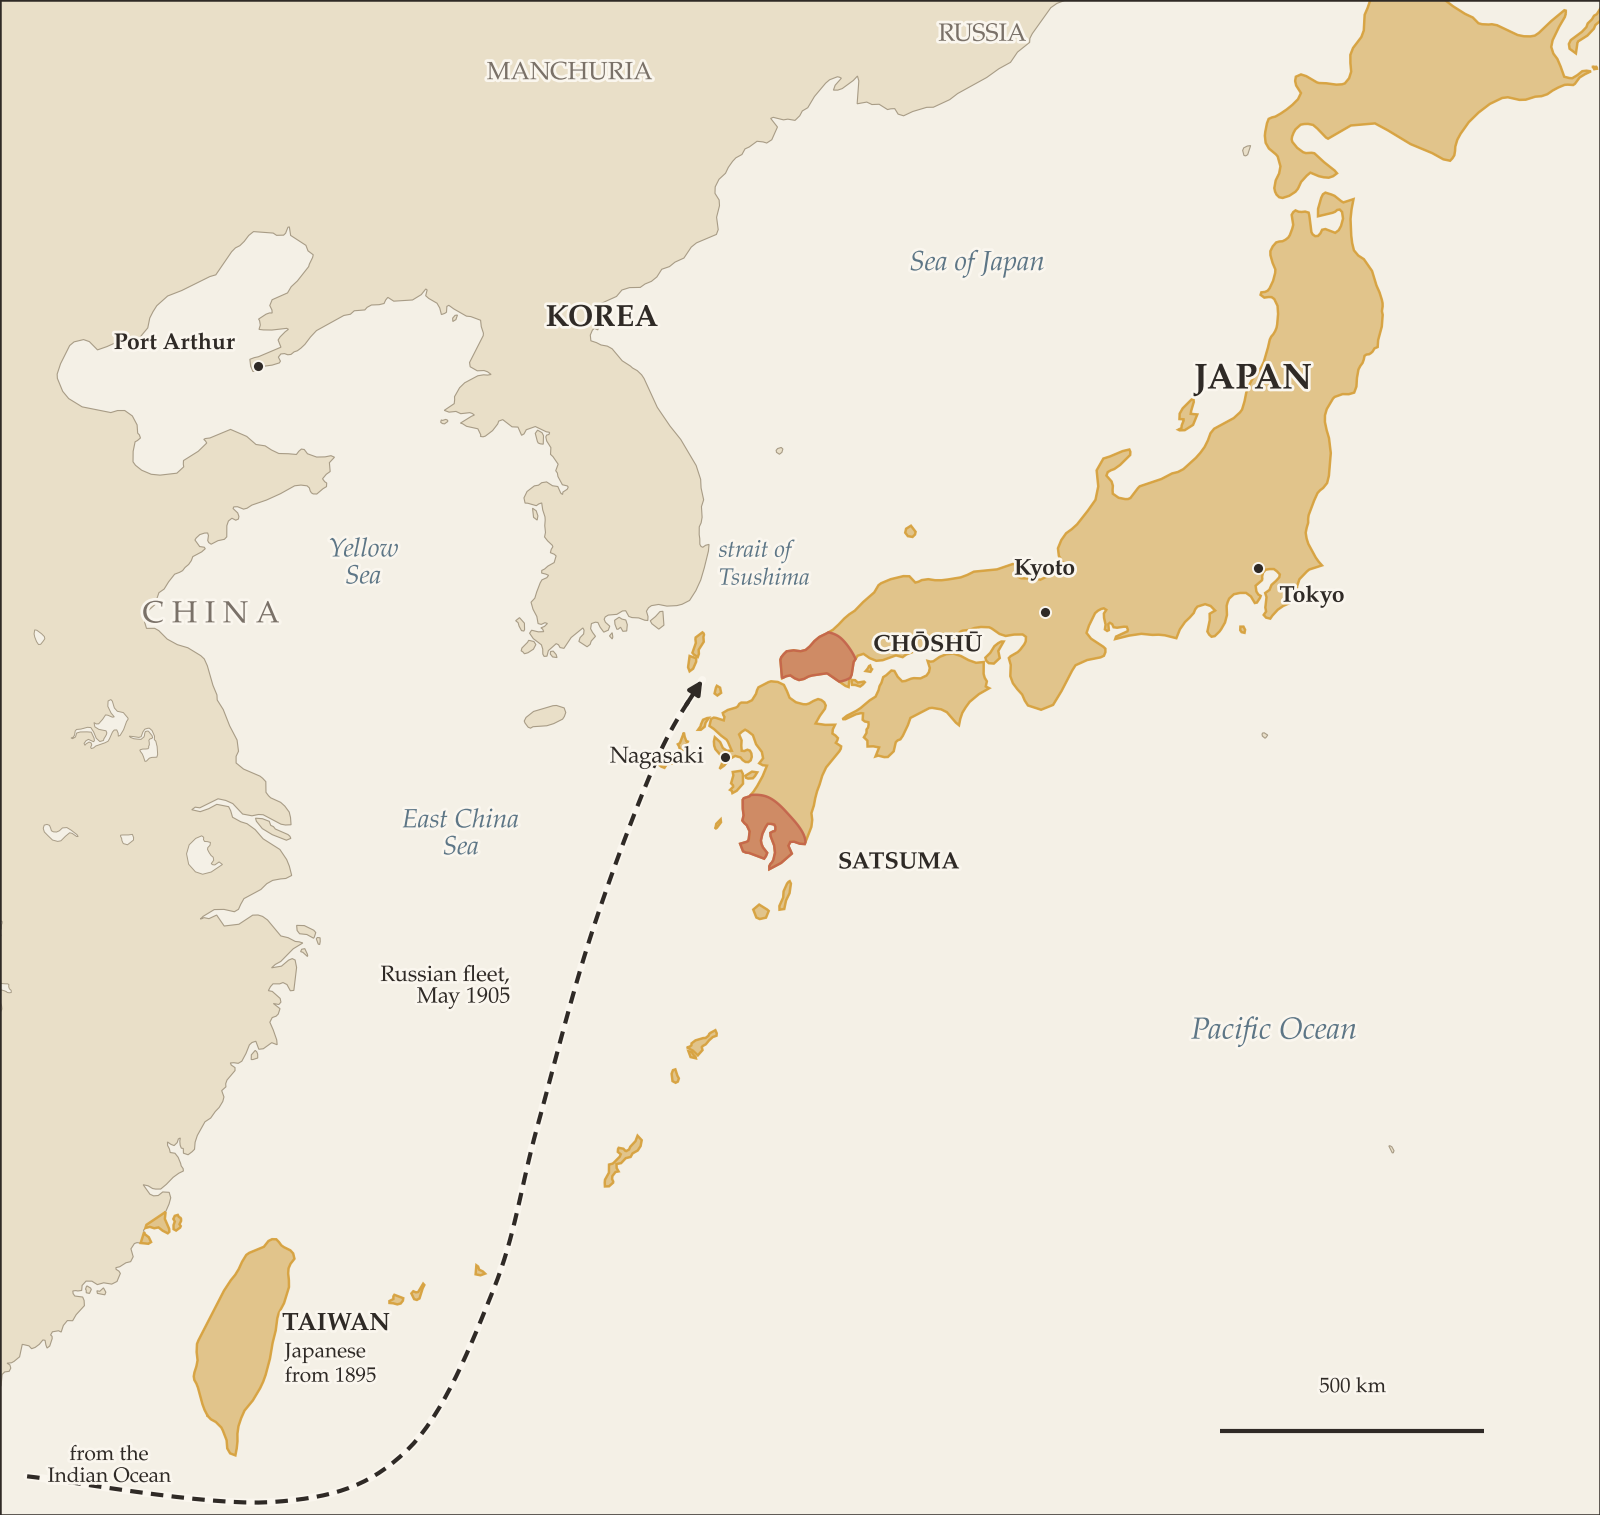 RUSSIA
MANCHURIA
Sea of Japan
KOREA
Port Arthur
JAPAN
Yellow
Sea
strait of
Tsushima
Kyoto
Tokyo
CHINA
CHŌSHŪ
Nagasaki
East China
Sea
SATSUMA
Russian fleet,
May 1905
Pacific Ocean
TAIWAN
Japanese
from 1895
500 km
from the
Indian Ocean